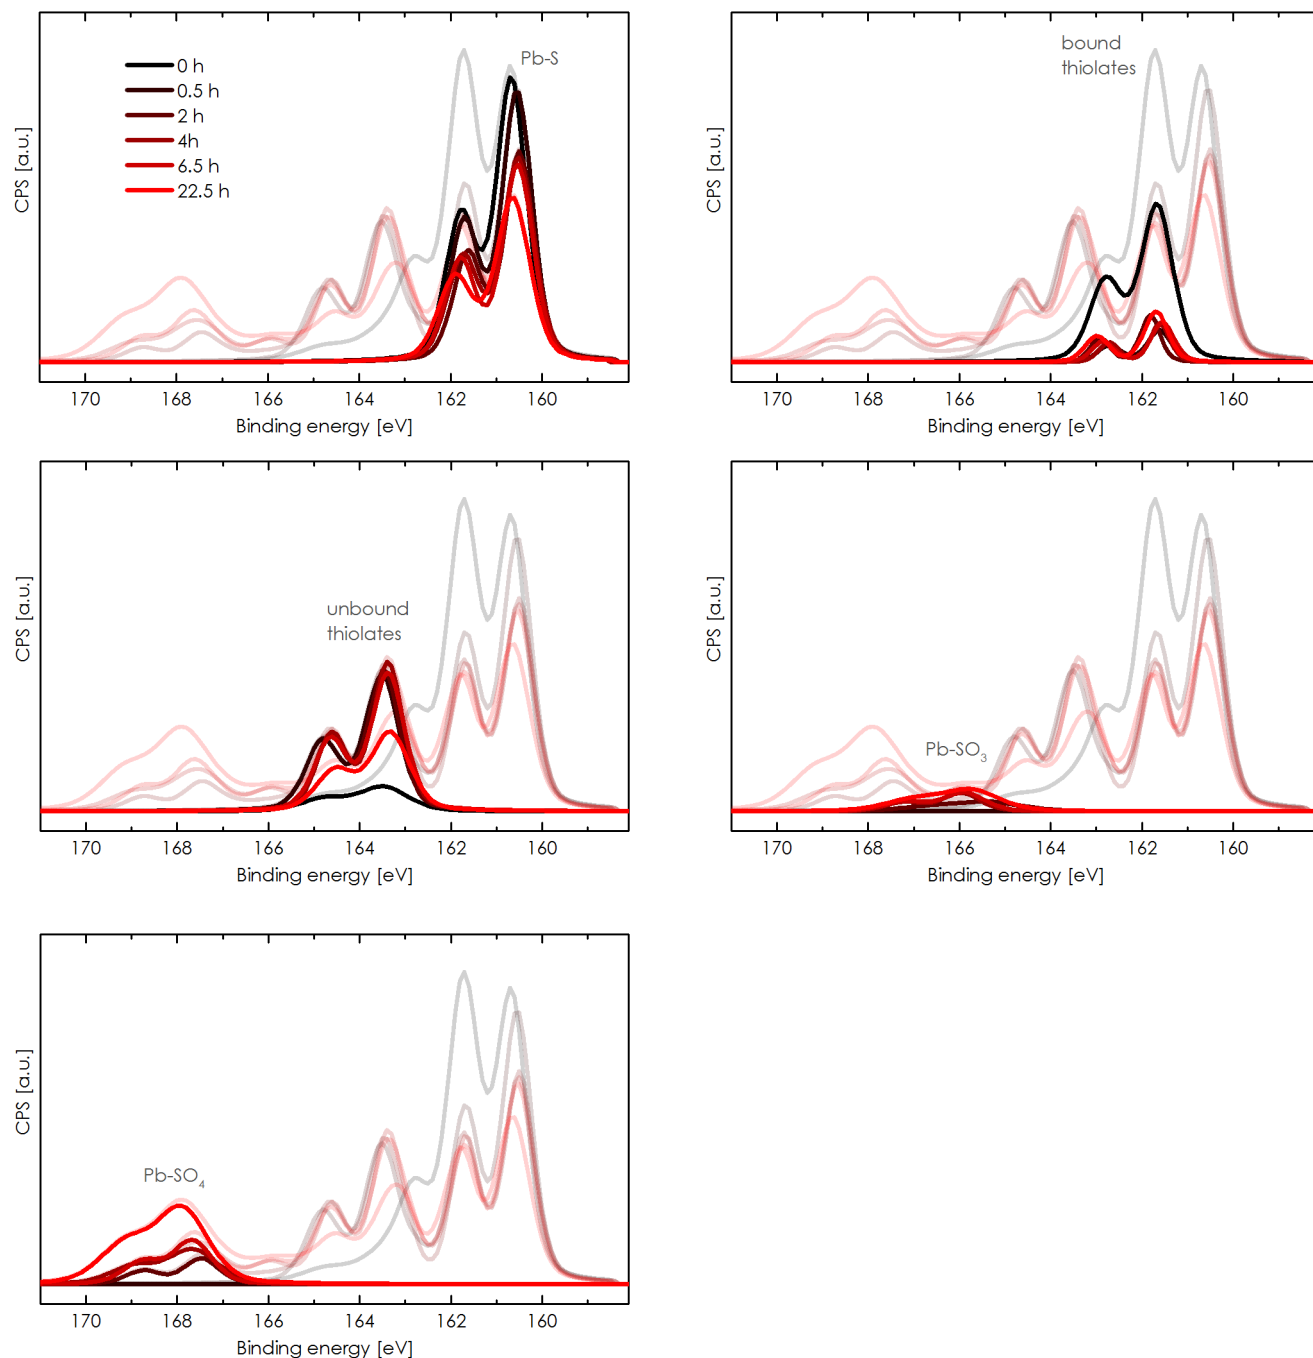 Pb-S
0 h
0.5 h
2 h
4h
6.5 h
22.5 h
CPS [a.u.]
170 168 166 164 162 160
Binding energy [eV]
bound
thiolates
CPS [a.u.]
170 168 166 164 162 160
Binding energy [eV]
unbound
thiolates
CPS [a.u.]
170 168 166 164 162 160
Binding energy [eV]
Pb-SO₃
CPS [a.u.]
170 168 166 164 162 160
Binding energy [eV]
Pb-SO₄
CPS [a.u.]
170 168 166 164 162 160
Binding energy [eV]